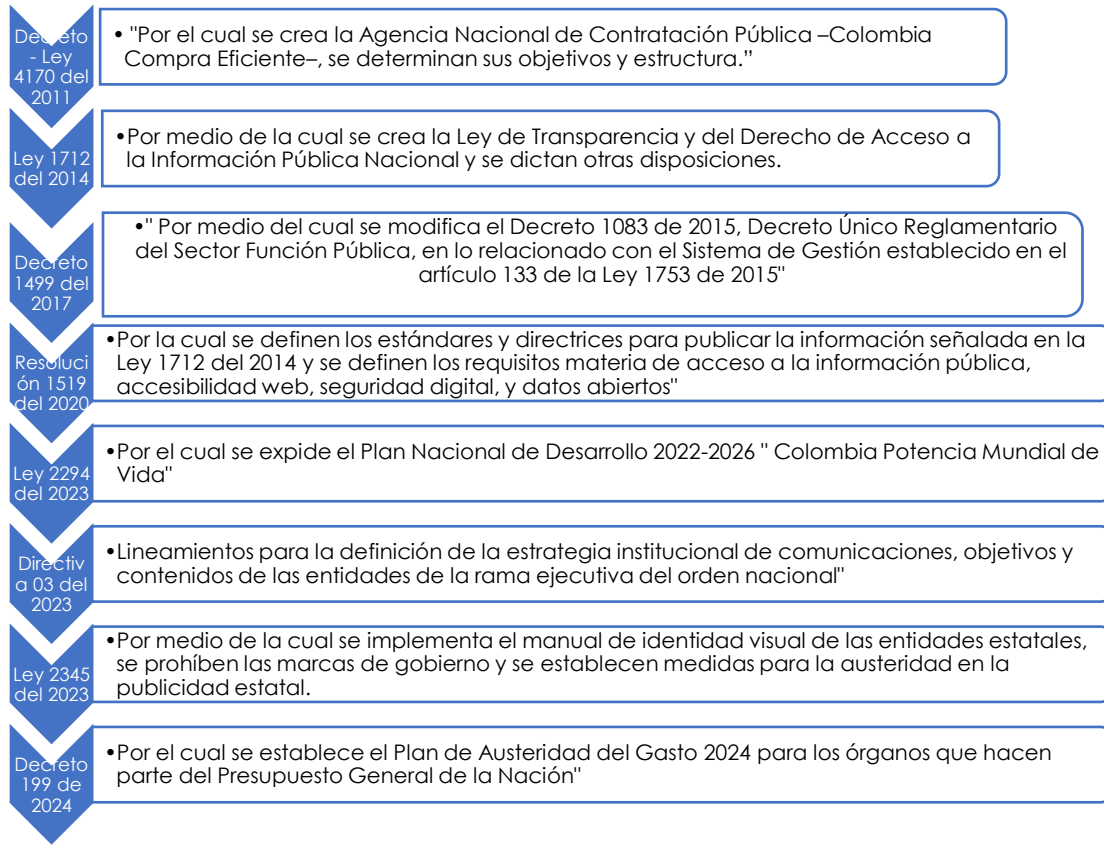 Decreto
- Ley
4170 del
2011
• "Por el cual se crea la Agencia Nacional de Contratación Pública –Colombia
Compra Eficiente–, se determinan sus objetivos y estructura.”
Ley 1712
del 2014
•Por medio de la cual se crea la Ley de Transparencia y del Derecho de Acceso a
la Información Pública Nacional y se dictan otras disposiciones.
Decreto
1499 del
2017
•" Por medio del cual se modifica el Decreto 1083 de 2015, Decreto Único Reglamentario
del Sector Función Pública, en lo relacionado con el Sistema de Gestión establecido en el
artículo 133 de la Ley 1753 de 2015"
Resoluci
ón 1519
del 2020
•Por la cual se definen los estándares y directrices para publicar la información señalada en la
Ley 1712 del 2014 y se definen los requisitos materia de acceso a la información pública,
accesibilidad web, seguridad digital, y datos abiertos"
Ley 2294
del 2023
•Por el cual se expide el Plan Nacional de Desarrollo 2022-2026 " Colombia Potencia Mundial de
Vida"
Directiv
a 03 del
2023
•Lineamientos para la definición de la estrategia institucional de comunicaciones, objetivos y
contenidos de las entidades de la rama ejecutiva del orden nacional"
Ley 2345
del 2023
•Por medio de la cual se implementa el manual de identidad visual de las entidades estatales,
se prohíben las marcas de gobierno y se establecen medidas para la austeridad en la
publicidad estatal.
Decreto
199 de
2024
•Por el cual se establece el Plan de Austeridad del Gasto 2024 para los órganos que hacen
parte del Presupuesto General de la Nación"